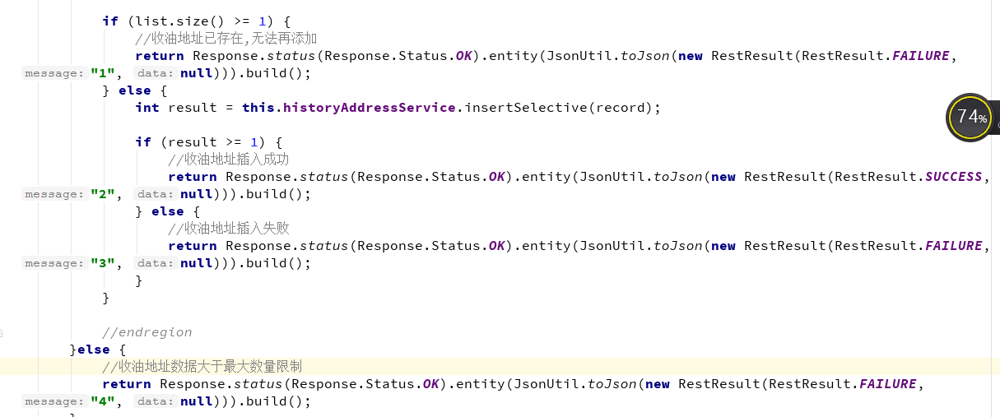 if (list.size() >= 1) {
//收油地址已存在,无法再添加
return Response.status(Response.Status.OK).entity(JsonUtil.toJson(new RestResult(RestResult.FAILURE,
message: "1", data: null))).build();
} else {
int result = this.historyAddressService.insertSelective(record);
if (result >= 1) {
//收油地址插入成功
return Response.status(Response.Status.OK).entity(JsonUtil.toJson(new RestResult(RestResult.SUCCESS,
message: "2", data: null))).build();
} else {
//收油地址插入失败
return Response.status(Response.Status.OK).entity(JsonUtil.toJson(new RestResult(RestResult.FAILURE,
message: "3", data: null))).build();
}
}
//endregion
}else {
//收油地址数据大于最大数量限制
return Response.status(Response.Status.OK).entity(JsonUtil.toJson(new RestResult(RestResult.FAILURE,
message: "4", data: null))).build();
74%